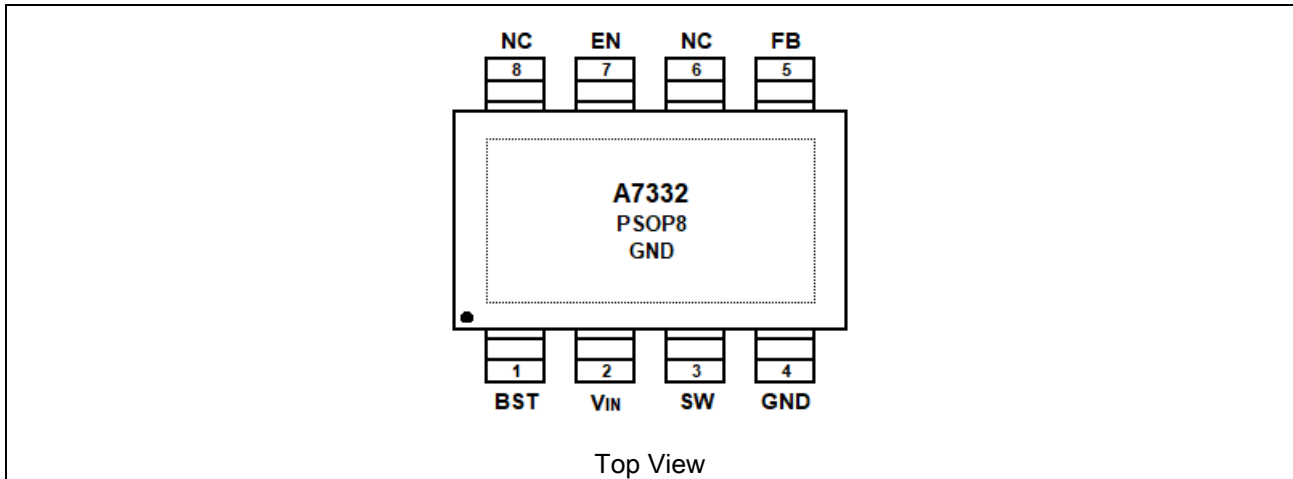 NC EN NC FB
8 7 6 5
A7332
PSOP8
GND
1 2 3 4
BST VIN SW GND
Top View